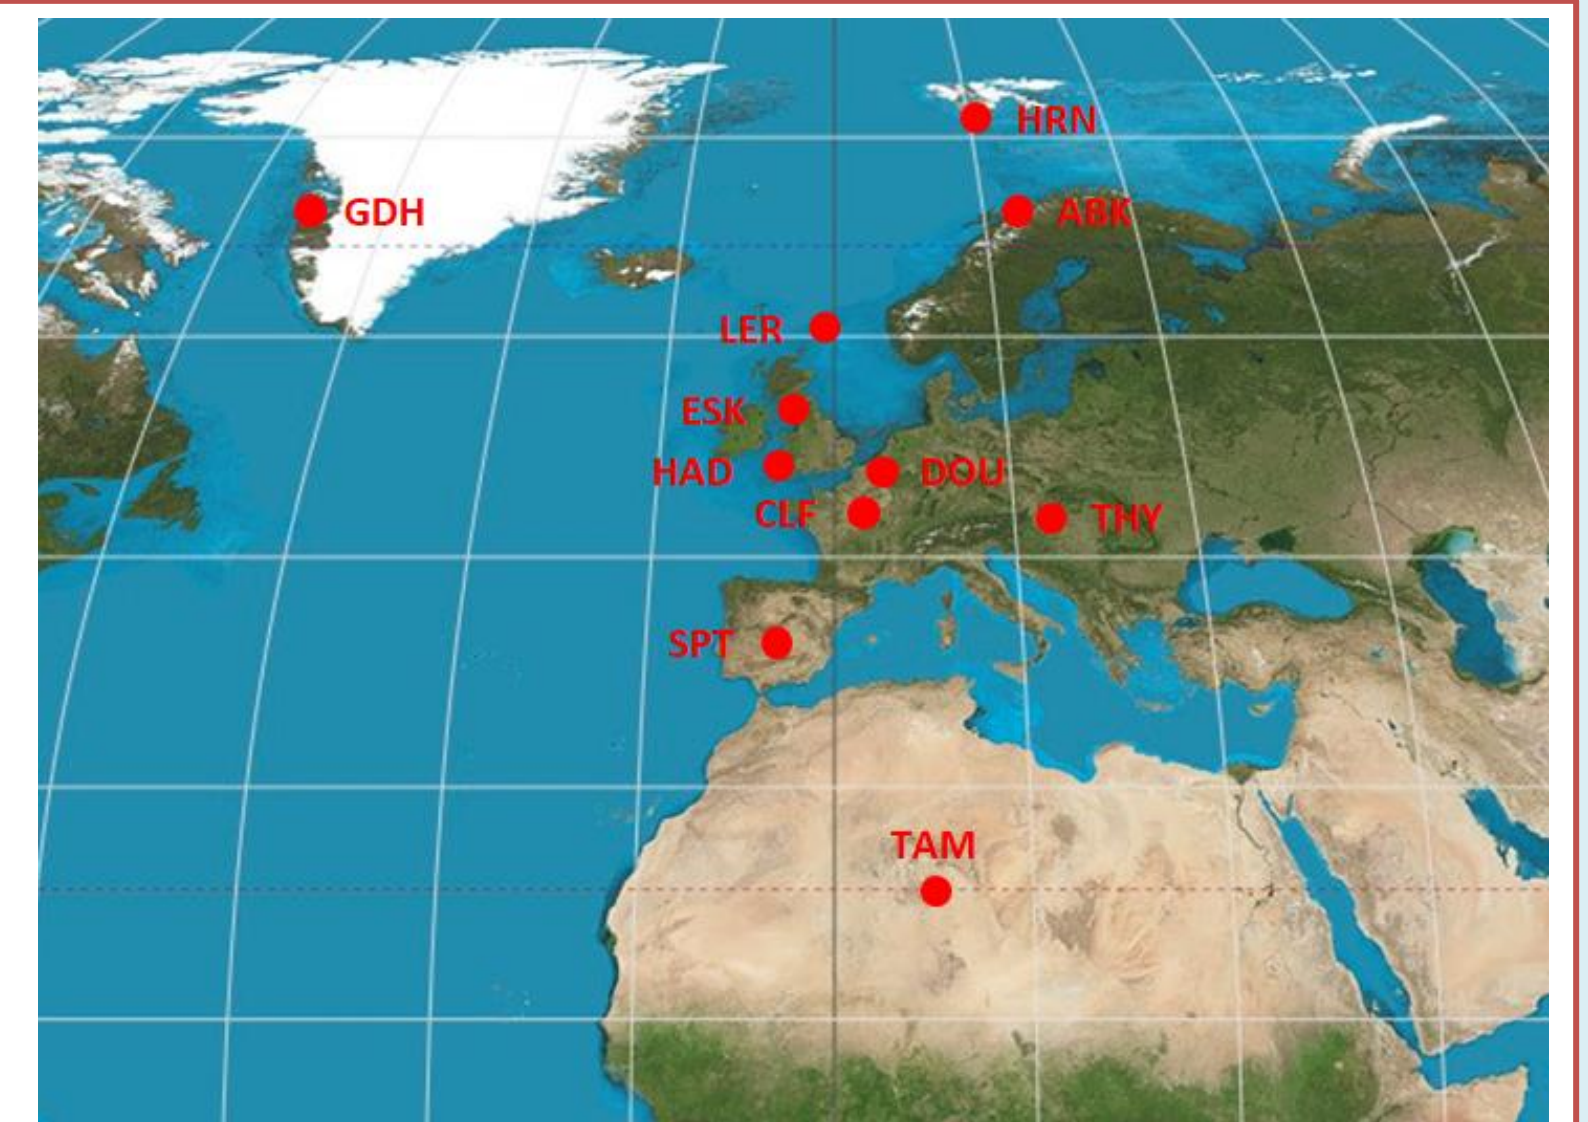 HRN
GDH
ABK
LER
ESK
HAD
DOU
CLF
THY
SPT
TAM